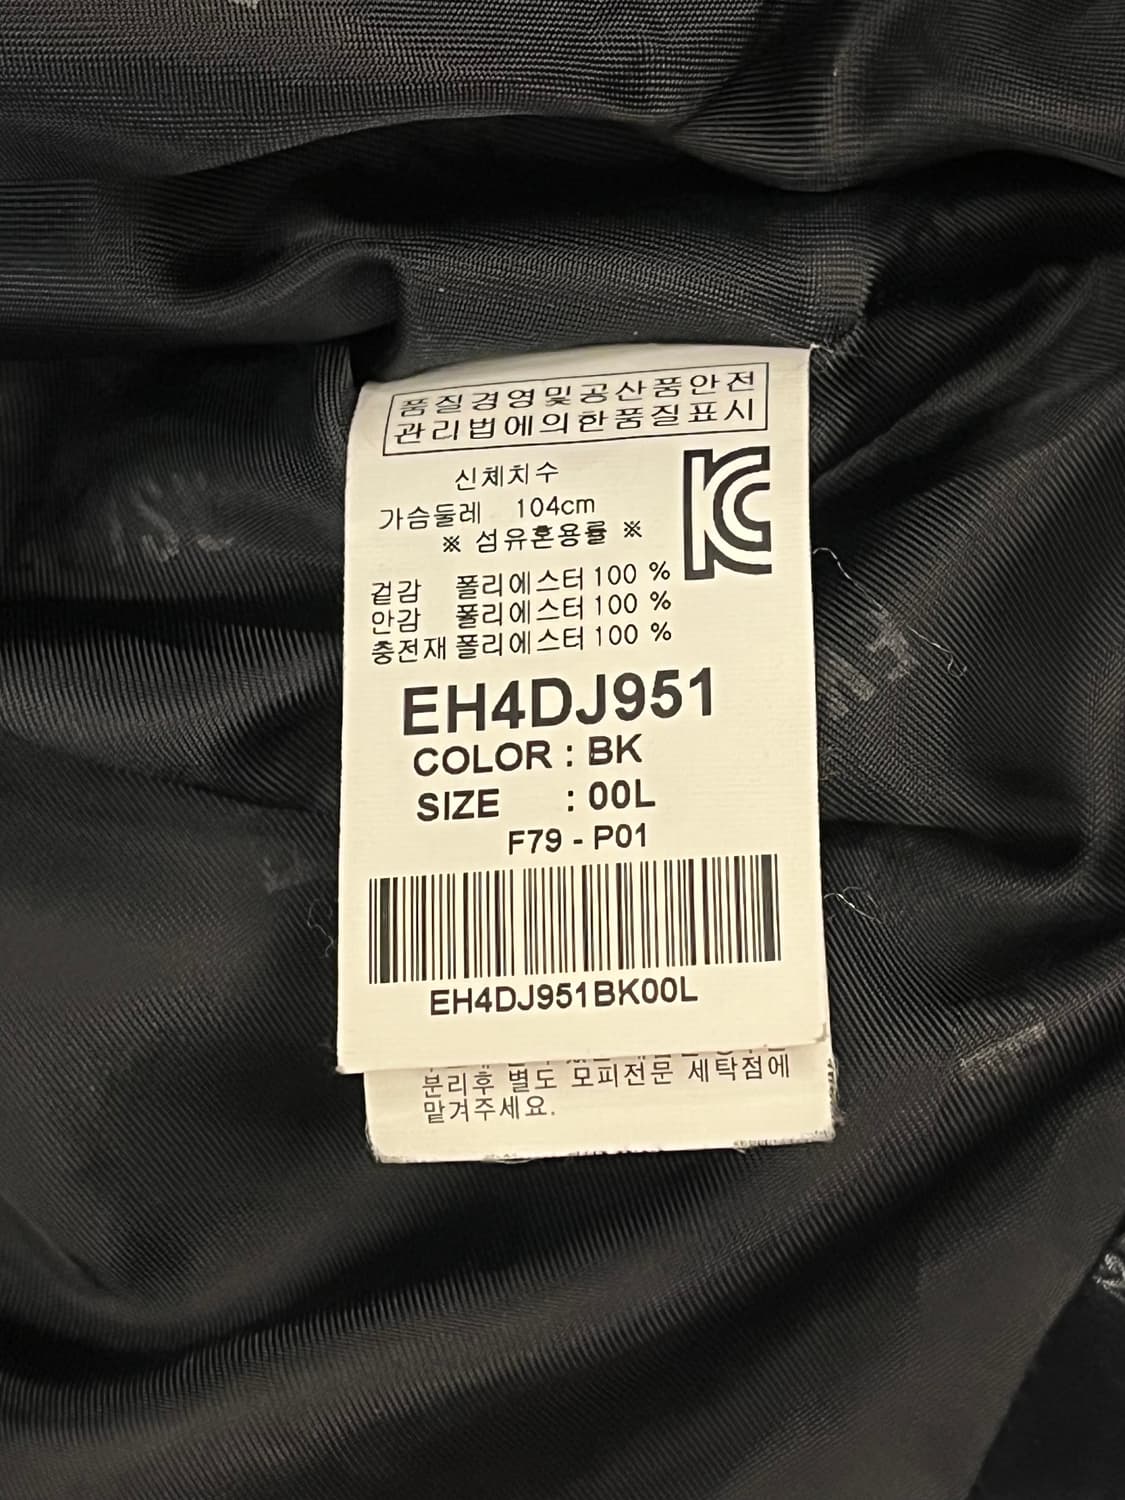 품질경영및공산품안전
관리법에의한품질표시
신체치수
가슴둘레 104cm
※ 섬유혼용률 ※
겉감 폴리에스터 100 %
안감 폴리에스터 100 %
충전재 폴리에스터 100 %
EH4DJ951
COLOR : BK
SIZE : 00L
F79 - P01
EH4DJ951BK00L
분리후 별도 모피전문 세탁점에
맡겨주세요.